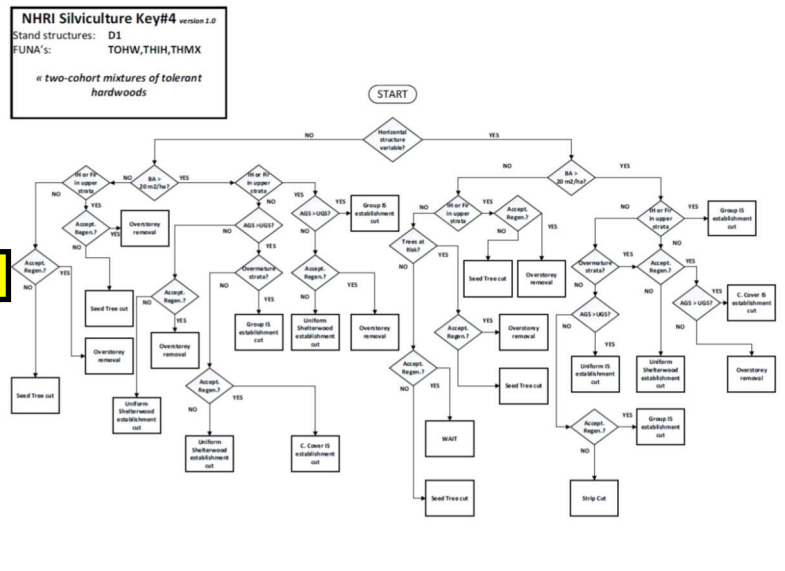 NHRI Silviculture Key#4 version 1.0
Stand structures: D1
FUNA's: TOHW,THIH,THMX
« two-cohort mixtures of tolerant
hardwoods
START
Horizontal
structure
variable?
NO
YES
BA >
20 m2/ha?
NO
YES
IH or Fir
in upper
strata
NO
YES
Accept.
Regen.?
YES
NO
Overstorey
removal
Seed Tree cut
Accept.
Regen.?
YES
NO
Overstorey
removal
Seed Tree cut
IH or Fir
in upper
strata
YES
NO
AGS >UGS?
YES
NO
Group IS
establishment
cut
Accept.
Regen.?
NO
YES
Uniform
Shelterwood
establishment
cut
Overstorey
removal
AGS >UGS?
NO
YES
Overmature
strata?
NO
YES
Group IS
establishment
cut
Accept.
Regen.?
NO
YES
Overstorey
removal
Uniform
Shelterwood
establishment
cut
Accept.
Regen.?
NO
YES
Uniform
Shelterwood
establishment
cut
C. Cover IS
establishment
cut
BA >
20 m2/ha?
NO
YES
IH or Fir
in upper
strata
NO
YES
Accept.
Regen.?
NO
YES
Seed Tree cut
Overstorey
removal
Trees at
Risk?
NO
YES
Accept.
Regen.?
YES
NO
Overstorey
removal
Seed Tree cut
Accept.
Regen.?
NO
YES
WAIT
Seed Tree cut
IH or Fir
in upper
strata
YES
NO
NO
Group IS
establishment
cut
Overmature
strata?
YES
NO
Accept.
Regen.?
YES
NO
AGS > UGS?
YES
NO
C. Cover IS
establishment
cut
Overstorey
removal
Uniform
Shelterwood
establishment
cut
AGS >UGS?
NO
YES
Uniform IS
establishment
cut
Accept.
Regen.?
YES
NO
Group IS
establishment
cut
Strip Cut